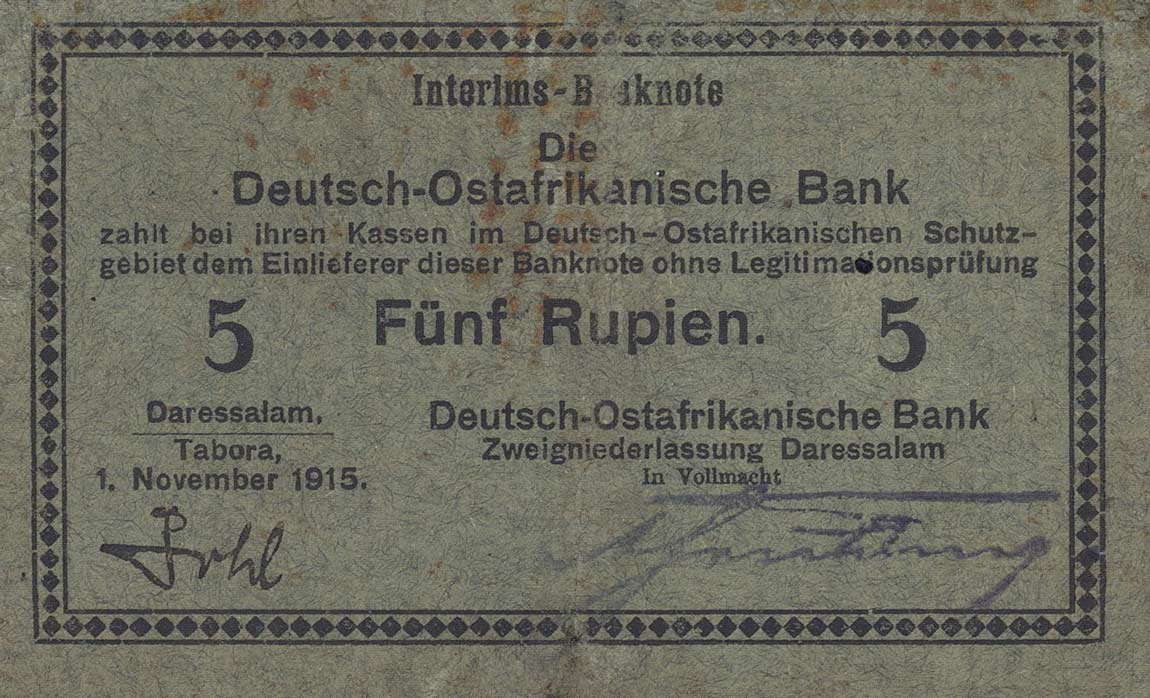 Interims-Banknote
Die
Deutsch-Ostafrikanische Bank
zahlt bei ihren Kassen im Deutsch-Ostafrikanischen Schutz-
gebiet dem Einlieferer dieser Banknote ohne Legitimationsprüfung
5 Fünf Rupien. 5
Daressalam,
Tabora,
1. November 1915.
Deutsch-Ostafrikanische Bank
Zweigniederlassung Daressalam
In Vollmacht